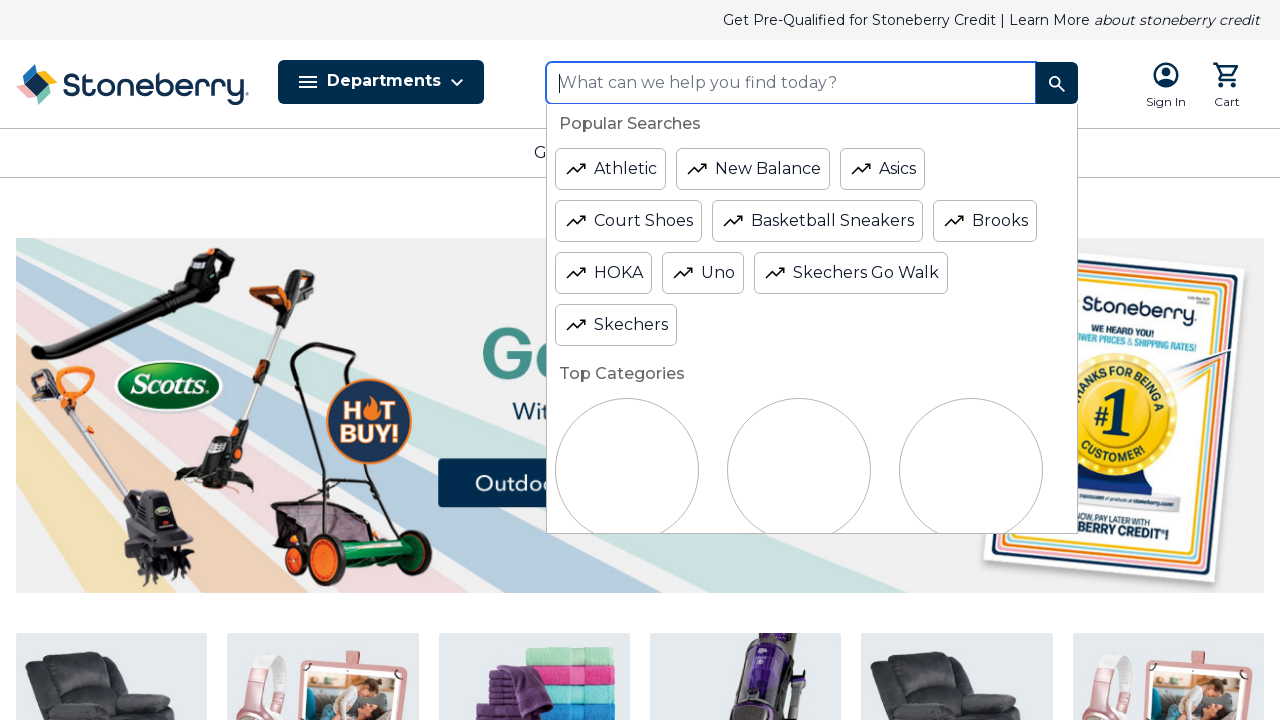 Get Pre-Qualified for Stoneberry Credit | Learn More about stoneberry credit
Stoneberry
Departments
What can we help you find today?
Sign In
Cart
G
Popular Searches
Athletic
New Balance
Asics
Court Shoes
Basketball Sneakers
Brooks
HOKA
Uno
Skechers Go Walk
Skechers
Top Categories
Scotts
HOT
BUY!
Ge
Wit
Outdo
Stoneberry
WE HEARD YOU!
OWER PRICES & SHIPPING RATES!
HANKS FOR BEING A
#1
CUSTOMER!
NOW, PAY LATER WITH
BERRY CREDIT!